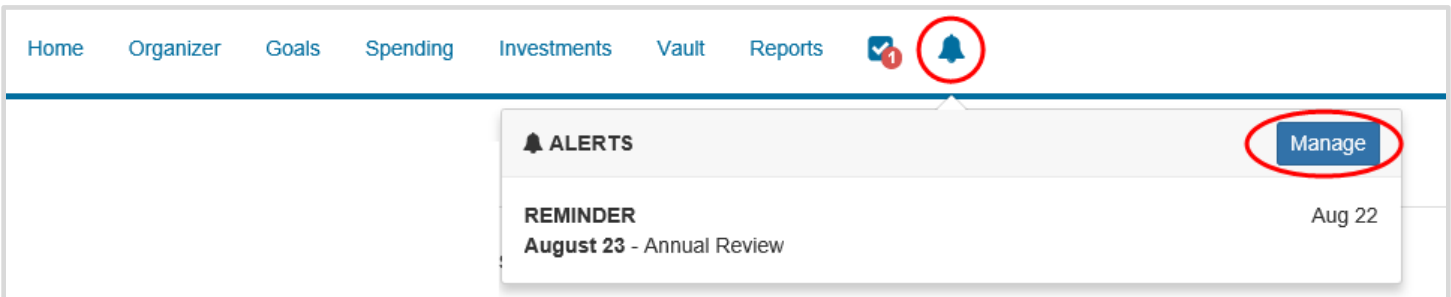 Home Organizer Goals Spending Investments Vault Reports 1
ALERTS Manage
REMINDER Aug 22
August 23 - Annual Review